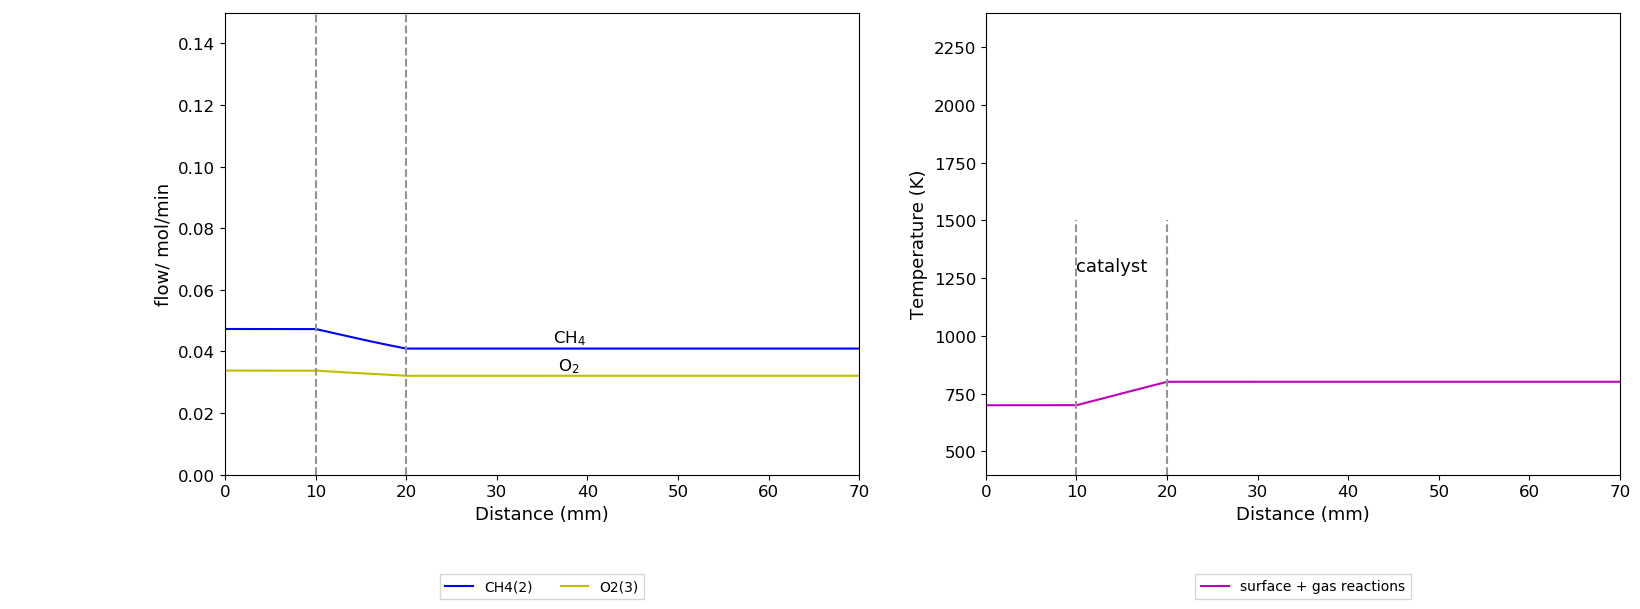 0.14
0.12
0.10
0.08
0.06
0.04
0.02
0.00
flow/ mol/min
CH₄
O₂
0 10 20 30 40 50 60 70
Distance (mm)
CH4(2) O2(3)
2250
2000
1750
1500
1250
1000
750
500
Temperature (K)
catalyst
0 10 20 30 40 50 60 70
Distance (mm)
surface + gas reactions